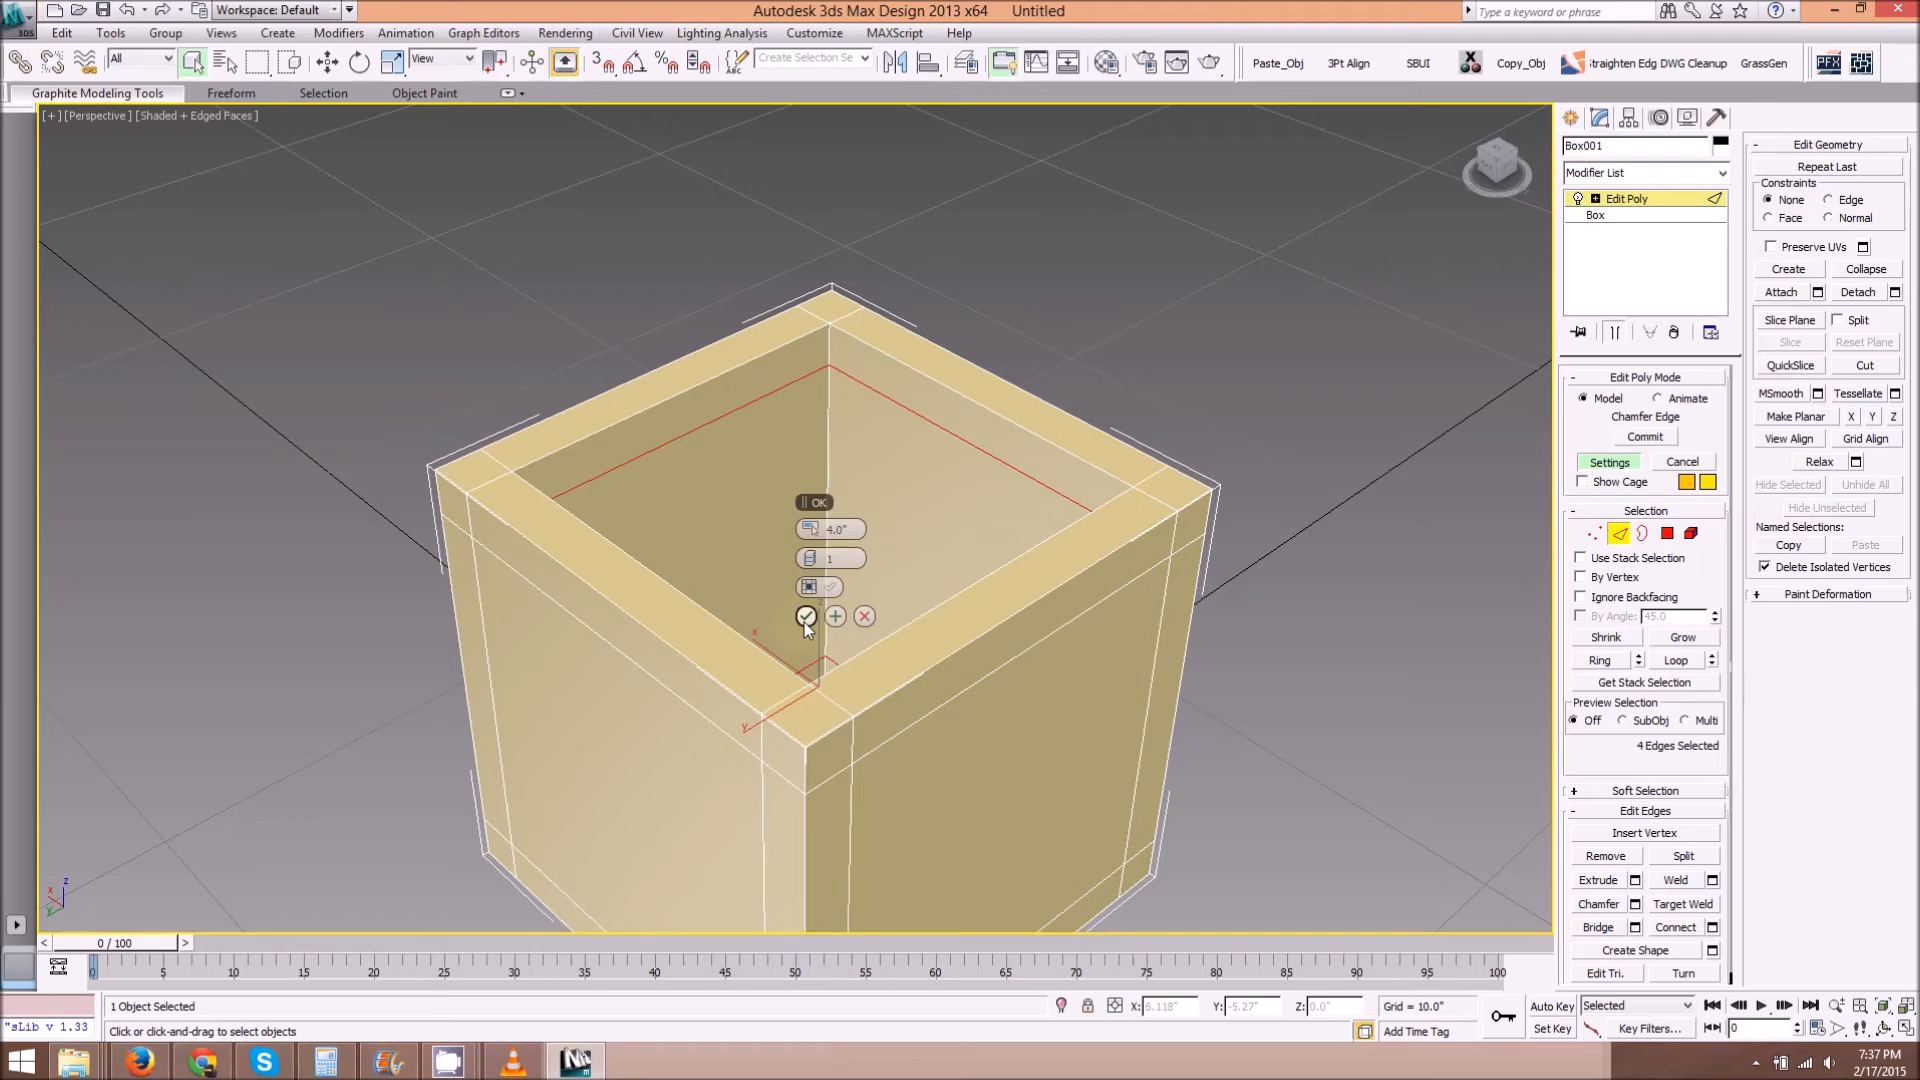 Workspace: Default
Autodesk 3ds Max Design 2013 x64 Untitled
Type a keyword or phrase
Edit Tools Group Views Create Modifiers Animation Graph Editors Rendering Civil View Lighting Analysis Customize MAXScript Help
All View Create Selection Se Paste_Obj 3Pt Align SBUI Copy_Obj traighten Edg DWG Cleanup GrassGen PFX
Graphite Modeling Tools Freeform Selection Object Paint
[+] [Perspective] [Shaded + Edged Faces]
OK
4.0"
1
x
y
z
x
y
Box001
Modifier List
Edit Poly
Box
Edit Poly Mode
Model Animate
Chamfer Edge
Commit
Settings Cancel
Show Cage
Selection
Use Stack Selection
By Vertex
Ignore Backfacing
By Angle: 45.0
Shrink Grow
Ring Loop
Get Stack Selection
Preview Selection
Off SubObj Multi
4 Edges Selected
Soft Selection
Edit Edges
Insert Vertex
Remove Split
Extrude Weld
Chamfer Target Weld
Bridge Connect
Create Shape
Edit Tri. Turn
Edit Geometry
Repeat Last
Constraints
None Edge
Face Normal
Preserve UVs
Create Collapse
Attach Detach
Slice Plane Split
Slice Reset Plane
QuickSlice Cut
MSmooth Tessellate
Make Planar X Y Z
View Align Grid Align
Relax
Hide Selected Unhide All
Hide Unselected
Named Selections:
Copy Paste
Delete Isolated Vertices
Paint Deformation
0 / 100
0 5 10 15 20 25 30 35 40 45 50 55 60 65 70 75 80 85 90 95 100
1 Object Selected X: 6.118" Y: -5.27" Z: 0.0" Grid = 10.0" Auto Key Selected
"sLib v 1.33 Click or click-and-drag to select objects Add Time Tag Set Key Key Filters... 0
7:37 PM
2/17/2015